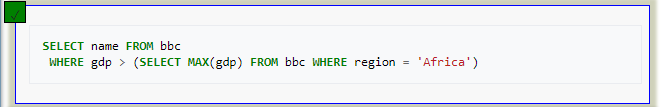 SELECT name FROM bbc
WHERE gdp > (SELECT MAX(gdp) FROM bbc WHERE region = 'Africa')